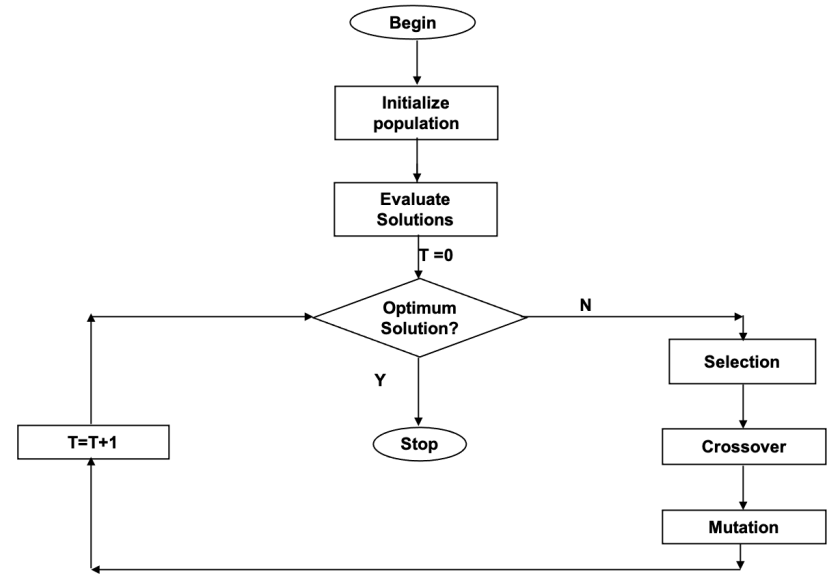 Begin
Initialize
population
Evaluate
Solutions
T =0
Optimum
Solution?
N
Selection
Y
Stop
T=T+1
Crossover
Mutation